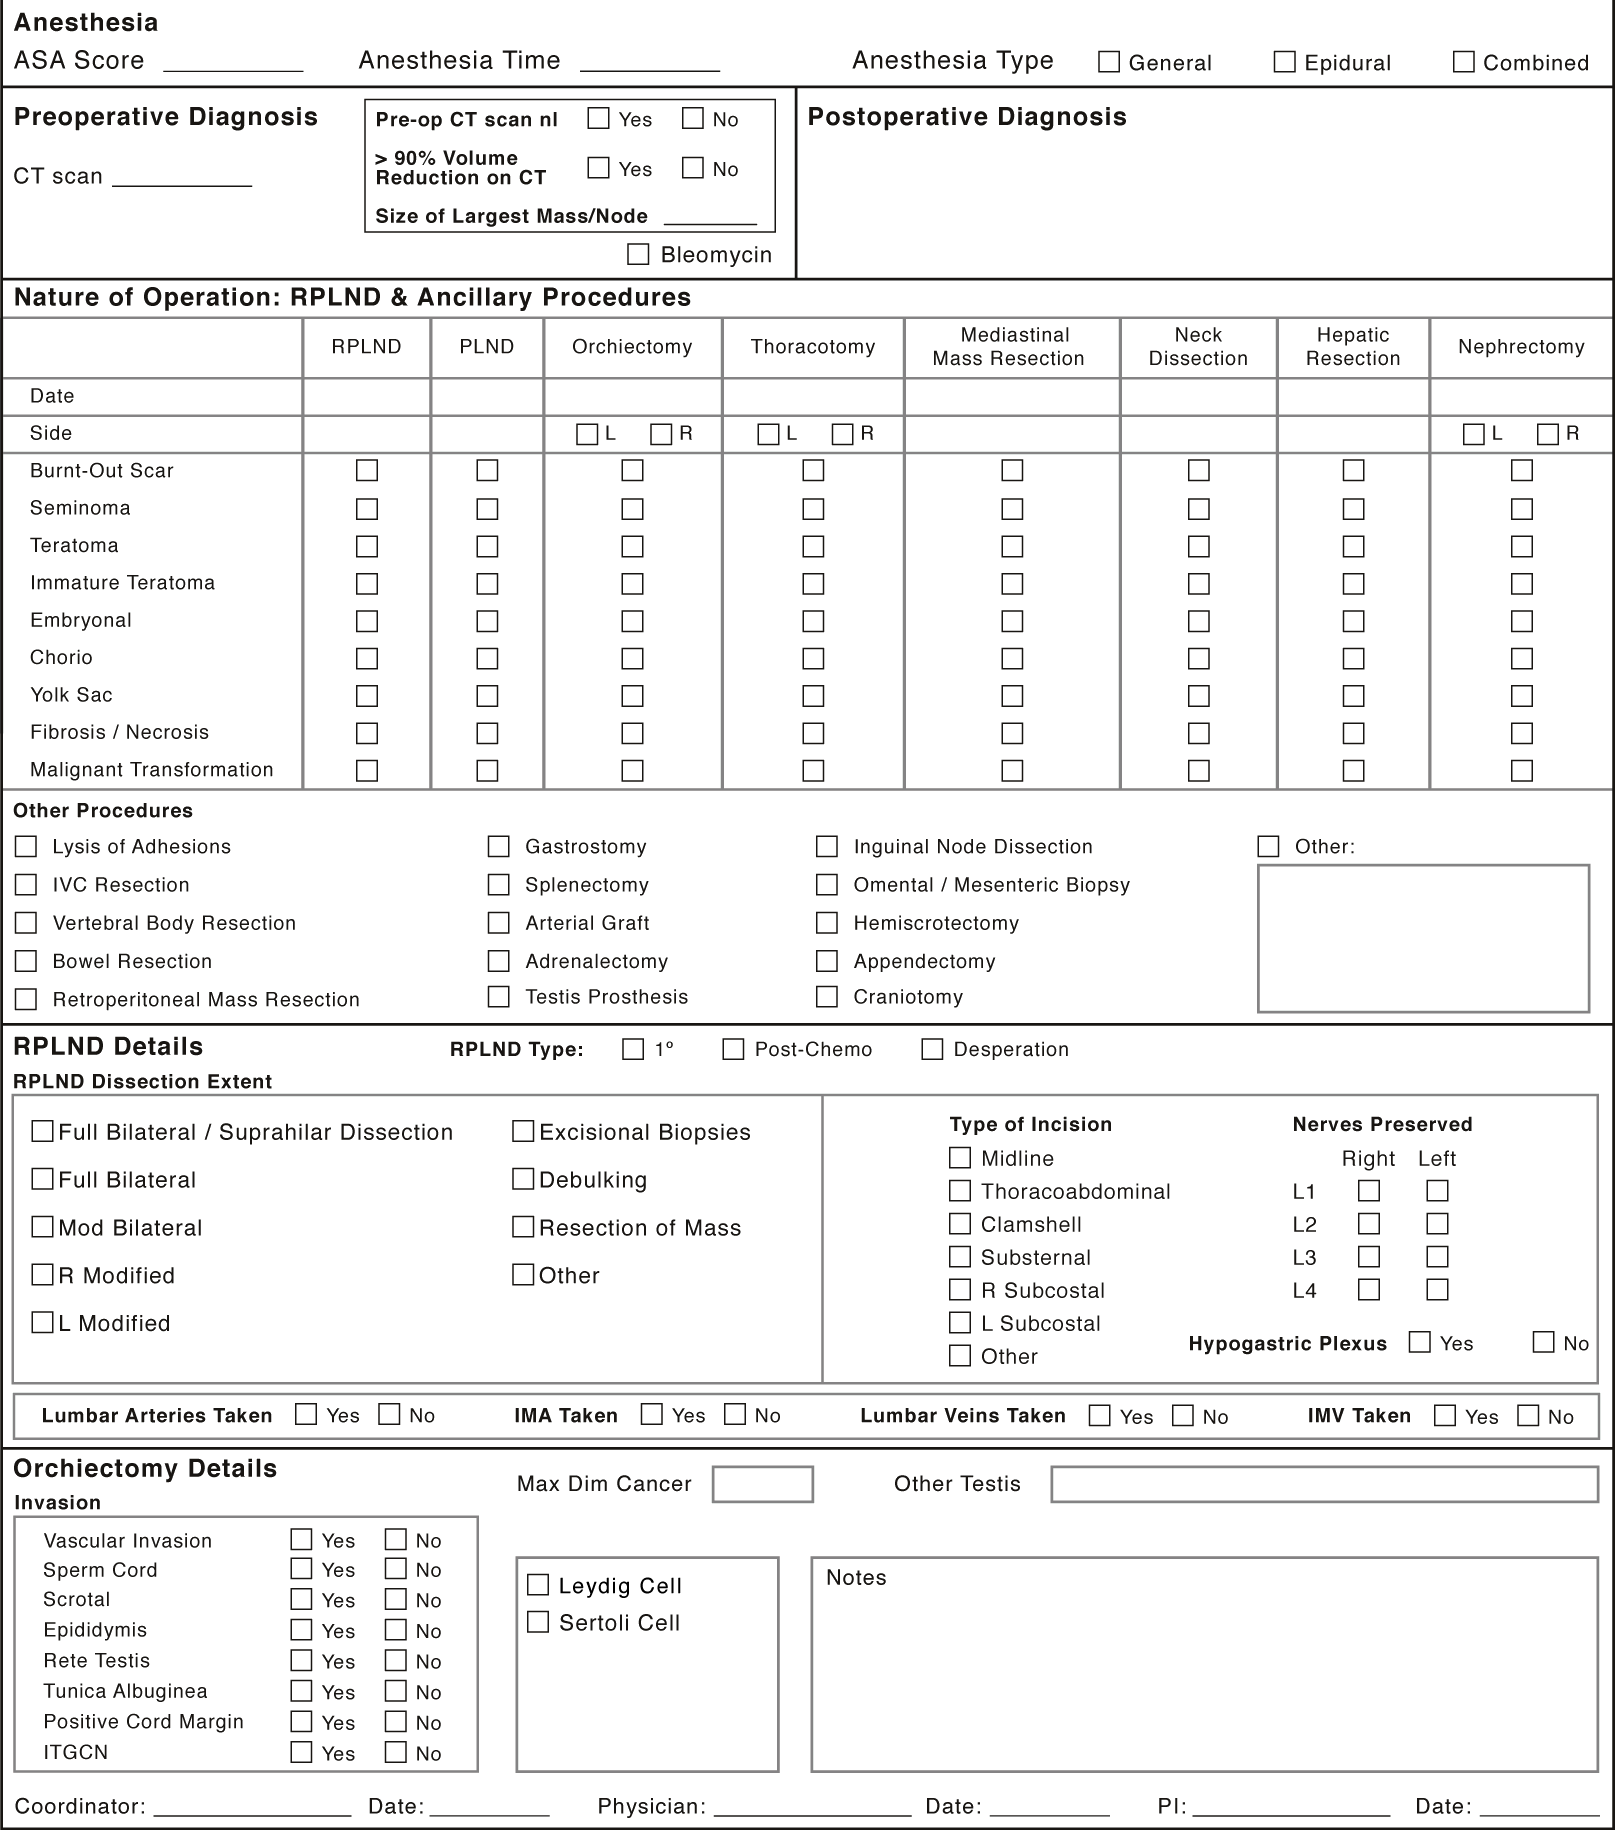 Anesthesia
ASA Score Anesthesia Time Anesthesia Type General Epidural Combined
Preoperative Diagnosis
CT scan
Pre-op CT scan nl Yes No
> 90% Volume
Reduction on CT Yes No
Size of Largest Mass/Node
Bleomycin
Postoperative Diagnosis
Nature of Operation: RPLND & Ancillary Procedures
RPLND PLND Orchiectomy Thoracotomy Mediastinal Mass Resection Neck Dissection Hepatic Resection Nephrectomy
Date
Side L R L R L R
Burnt-Out Scar
Seminoma
Teratoma
Immature Teratoma
Embryonal
Chorio
Yolk Sac
Fibrosis / Necrosis
Malignant Transformation
Other Procedures
Lysis of Adhesions Gastrostomy Inguinal Node Dissection Other:
IVC Resection Splenectomy Omental / Mesenteric Biopsy
Vertebral Body Resection Arterial Graft Hemiscrotectomy
Bowel Resection Adrenalectomy Appendectomy
Retroperitoneal Mass Resection Testis Prosthesis Craniotomy
RPLND Details RPLND Type: 1º Post-Chemo Desperation
RPLND Dissection Extent
Full Bilateral / Suprahilar Dissection Excisional Biopsies
Full Bilateral Debulking
Mod Bilateral Resection of Mass
R Modified Other
L Modified
Type of Incision
Midline
Thoracoabdominal
Clamshell
Substernal
R Subcostal
L Subcostal
Other
Nerves Preserved
Right Left
L1
L2
L3
L4
Hypogastric Plexus Yes No
Lumbar Arteries Taken Yes No IMA Taken Yes No Lumbar Veins Taken Yes No IMV Taken Yes No
Orchiectomy Details Max Dim Cancer Other Testis
Invasion
Vascular Invasion Yes No
Sperm Cord Yes No
Scrotal Yes No
Epididymis Yes No
Rete Testis Yes No
Tunica Albuginea Yes No
Positive Cord Margin Yes No
ITGCN Yes No
Leydig Cell
Sertoli Cell
Notes
Coordinator: Date: Physician: Date: PI: Date: